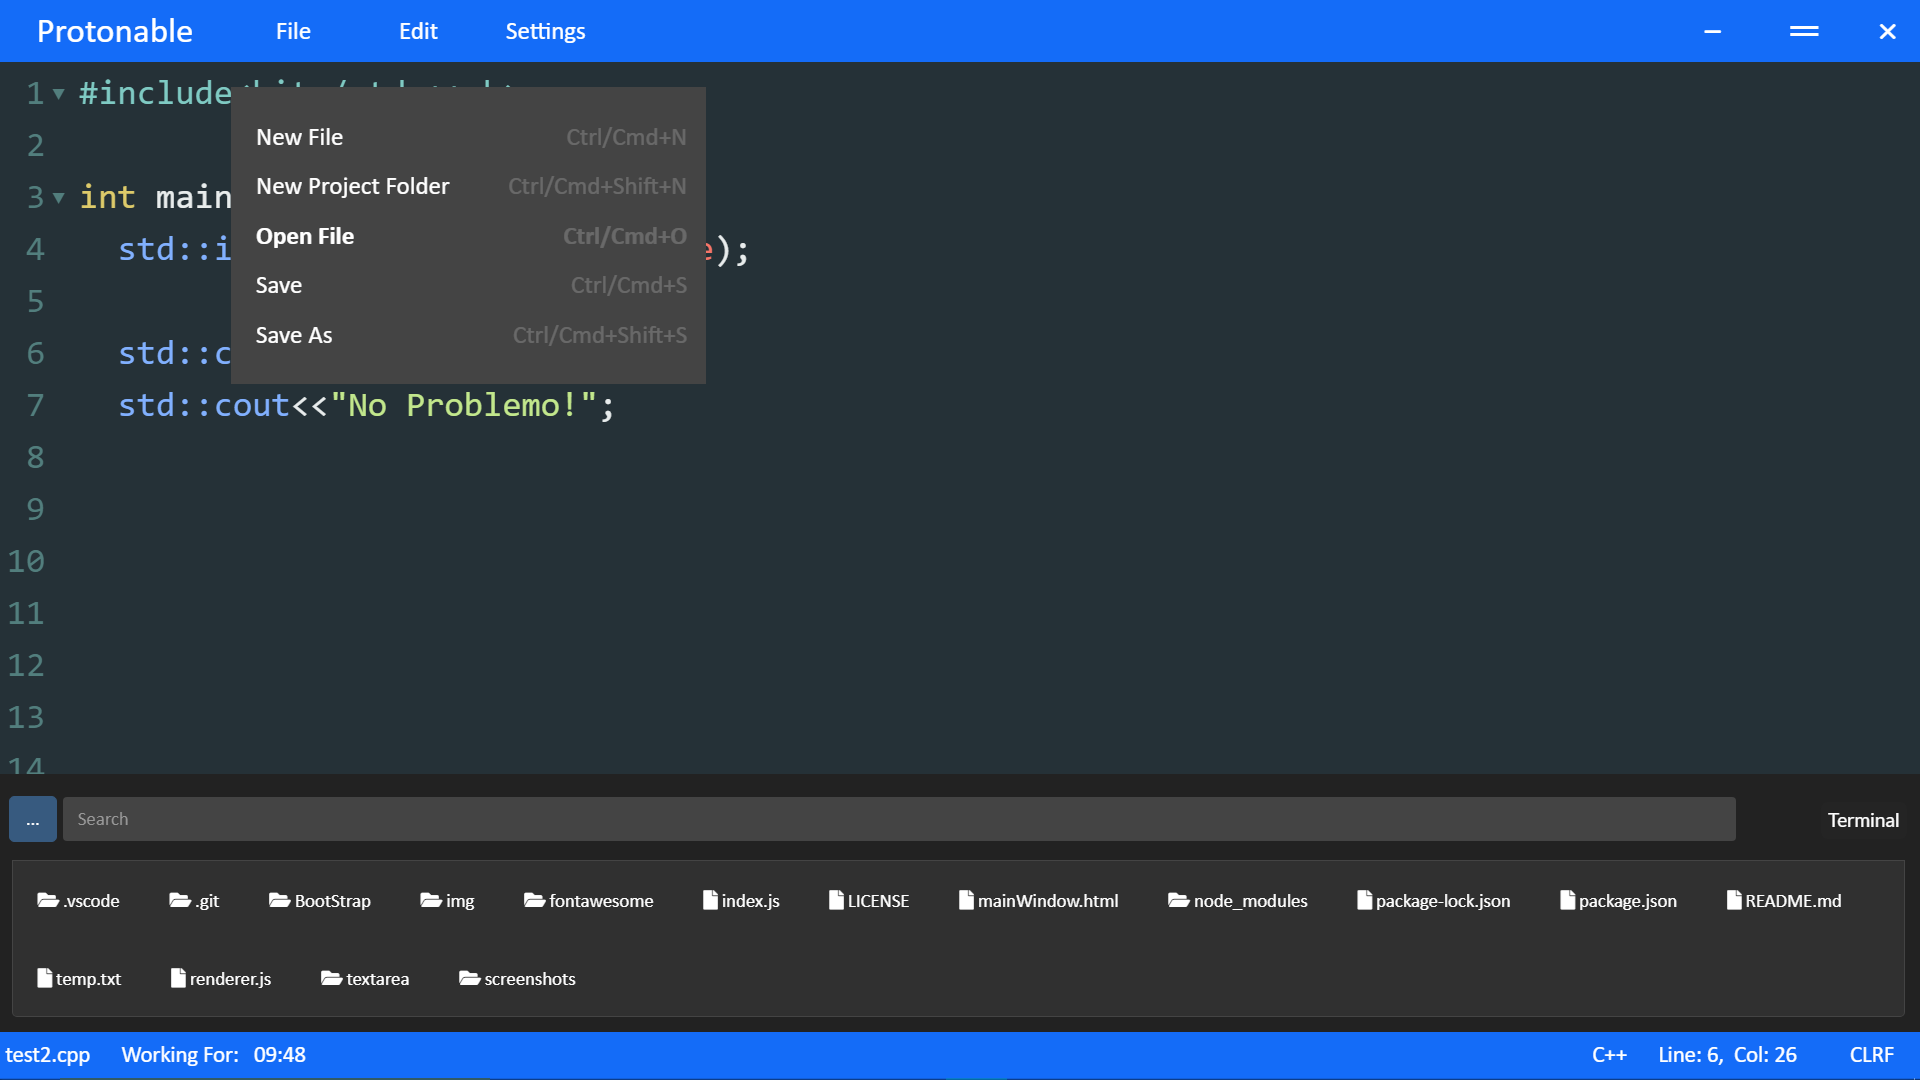 Protonable File Edit Settings
1 #include
2
New File Ctrl/Cmd+N
New Project Folder Ctrl/Cmd+Shift+N
3 int main
Open File Ctrl/Cmd+O
4 std::i e);
Save Ctrl/Cmd+S
5
Save As Ctrl/Cmd+Shift+S
6 std::c
7 std::cout<<"No Problemo!";
8
9
10
11
12
13
14
... Search Terminal
.vscode .git BootStrap img fontawesome index.js LICENSE mainWindow.html node_modules package-lock.json package.json README.md
temp.txt renderer.js textarea screenshots
test2.cpp Working For: 09:48 C++ Line: 6, Col: 26 CLRF